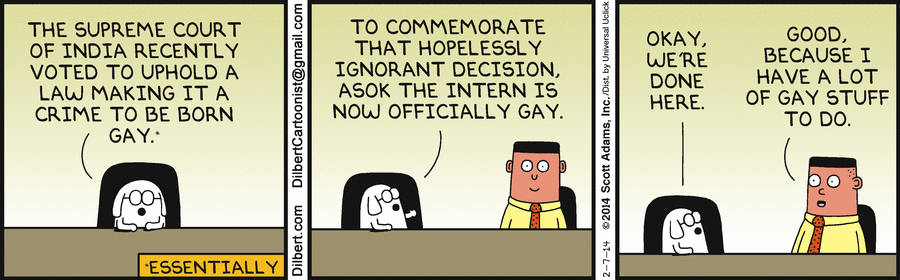 THE SUPREME COURT
OF INDIA RECENTLY
VOTED TO UPHOLD A
LAW MAKING IT A
CRIME TO BE BORN
GAY.*
*ESSENTIALLY
Dilbert.com DilbertCartoonist@gmail.com
TO COMMEMORATE
THAT HOPELESSLY
IGNORANT DECISION,
ASOK THE INTERN IS
NOW OFFICIALLY GAY.
2-7-14 ©2014 Scott Adams, Inc. /Dist. by Universal Uclick
OKAY,
WE'RE
DONE
HERE.
GOOD,
BECAUSE I
HAVE A LOT
OF GAY STUFF
TO DO.